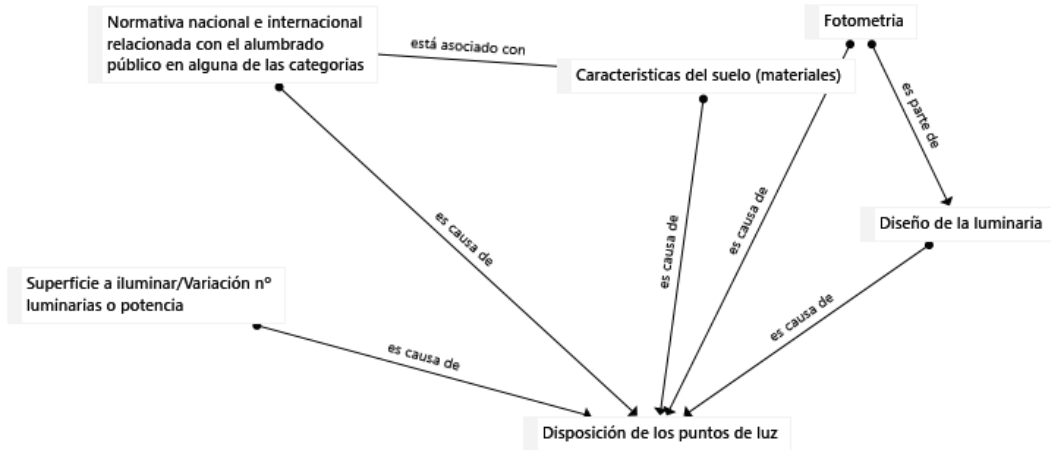 Normativa nacional e internacional
relacionada con el alumbrado
público en alguna de las categorias
Fotometria
está asociado con
Caracteristicas del suelo (materiales)
es parte de
es causa de
es causa de
es causa de
Diseño de la luminaria
Superficie a iluminar/Variación nº
luminarias o potencia
es causa de
es causa de
Disposición de los puntos de luz